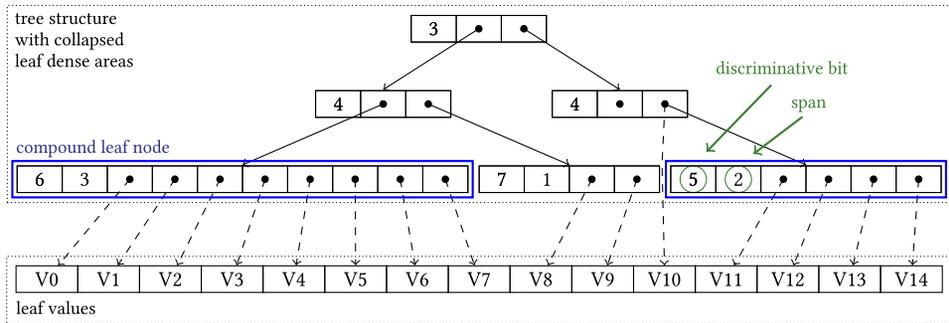 tree structure
with collapsed
leaf dense areas
3
discriminative bit
span
4
4
compound leaf node
6 3
7 1
5 2
V0 V1 V2 V3 V4 V5 V6 V7 V8 V9 V10 V11 V12 V13 V14
leaf values